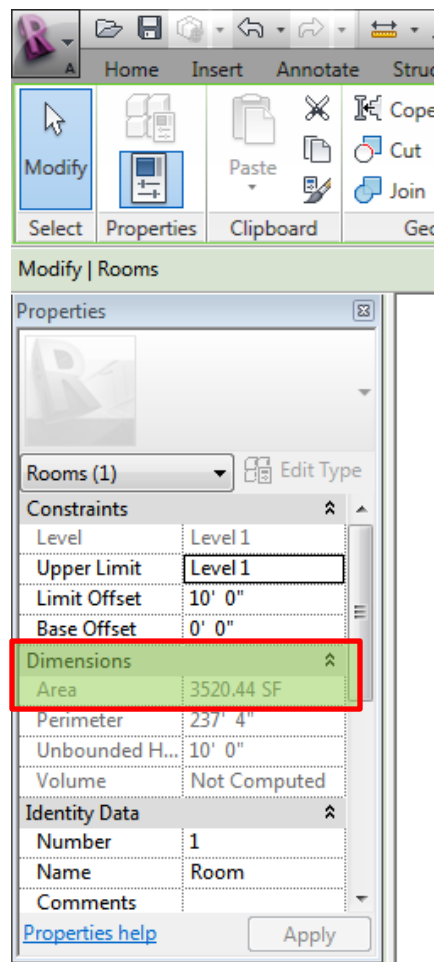 A
Home Insert Annotate Struc
Modify
Paste
Cope
Cut
Join
Select Properties Clipboard Geo
Modify | Rooms
Properties
R
Rooms (1) Edit Type
Constraints
Level Level 1
Upper Limit Level 1
Limit Offset 10' 0"
Base Offset 0' 0"
Dimensions
Area 3520.44 SF
Perimeter 237' 4"
Unbounded H... 10' 0"
Volume Not Computed
Identity Data
Number 1
Name Room
Comments
Properties help Apply